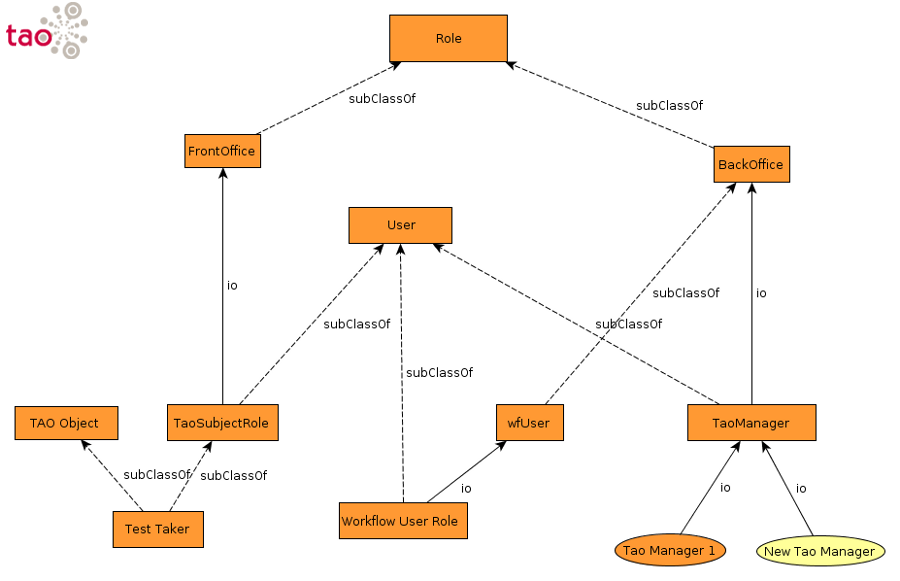 tao
Role
subClassOf
subClassOf
FrontOffice
BackOffice
User
io
subClassOf
io
subClassOf
subClassOf
subClassOf
TAO Object
TaoSubjectRole
wfUser
TaoManager
subClassOf
subClassOf
io
io
io
Workflow User Role
Test Taker
Tao Manager 1
New Tao Manager